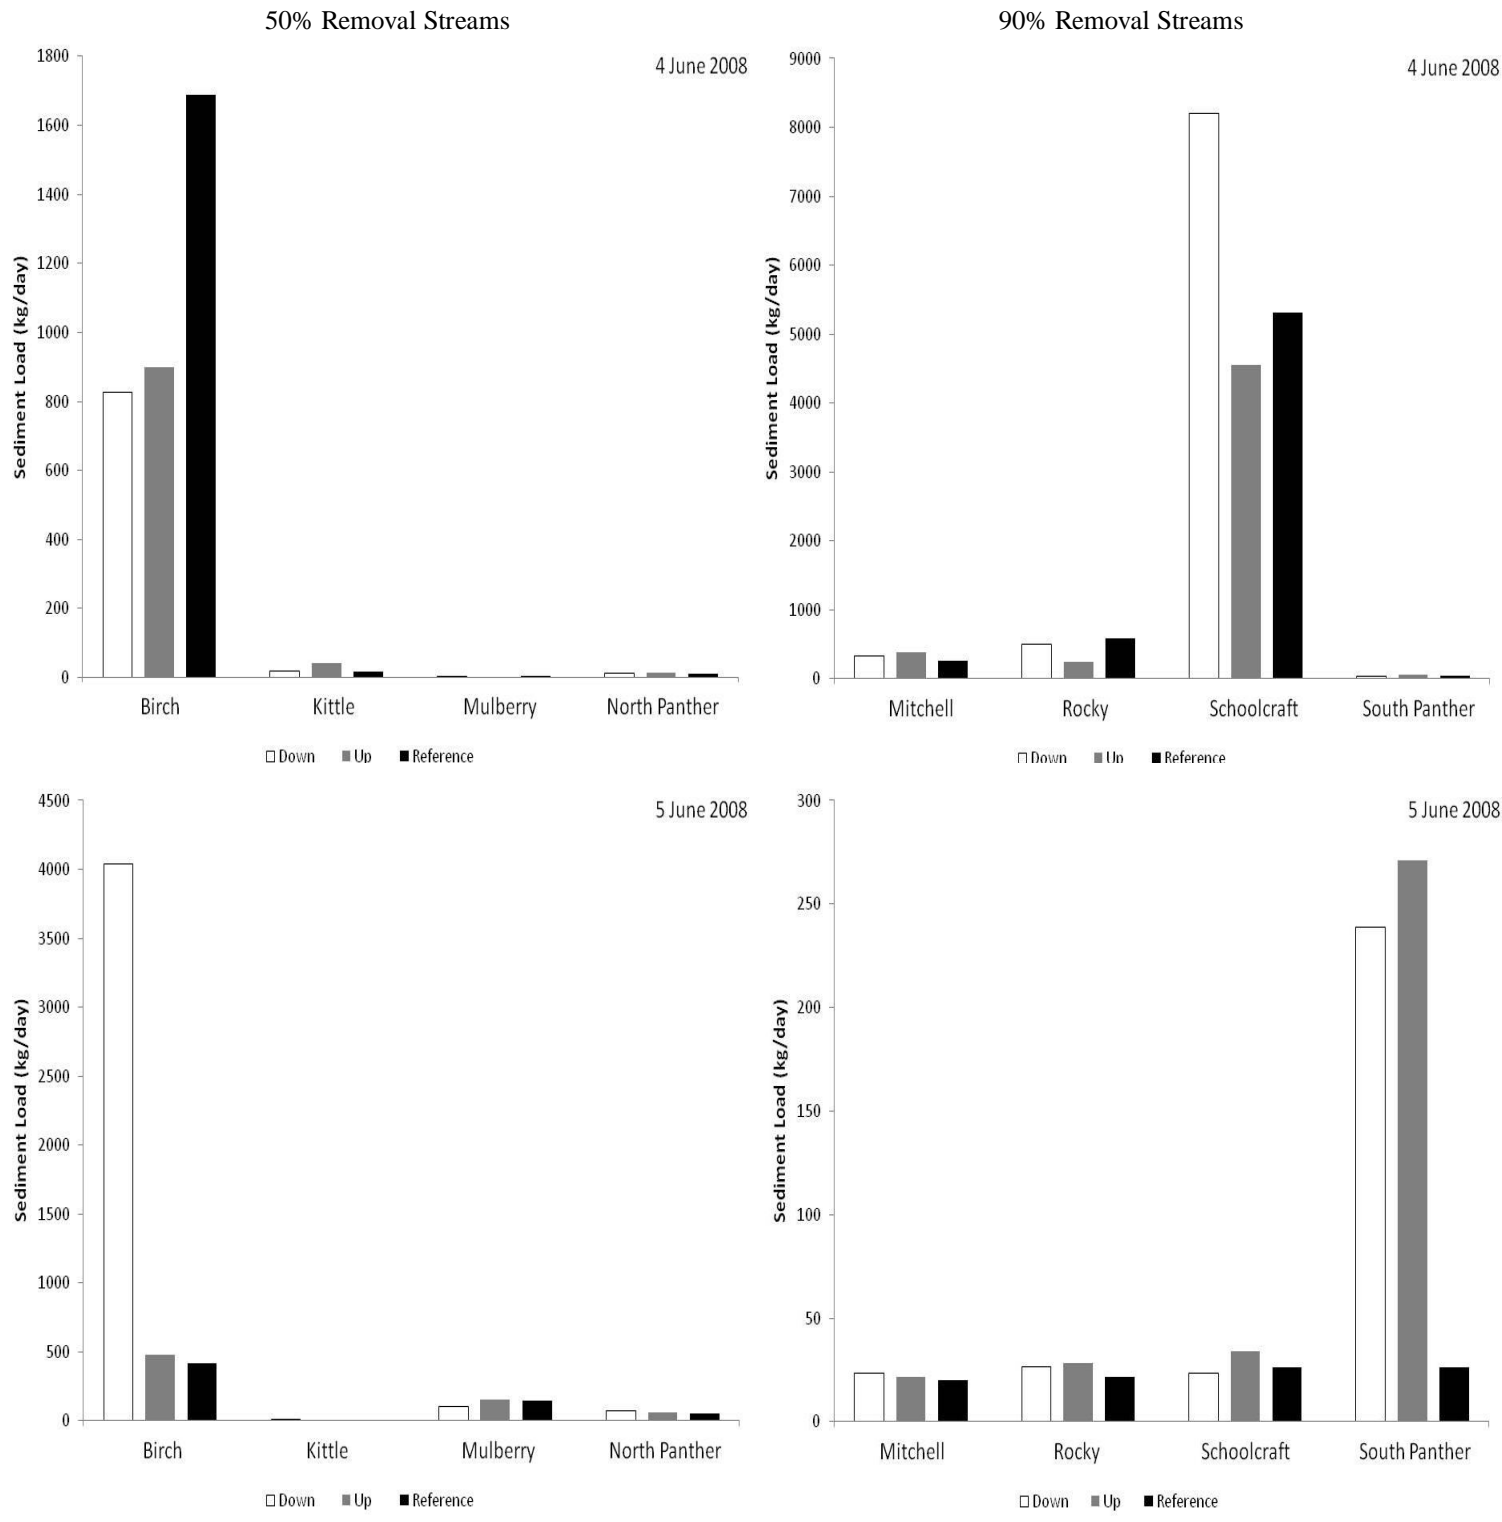 50% Removal Streams
90% Removal Streams
4 June 2008
Sediment Load (kg/day)
1800
1600
1400
1200
1000
800
600
400
200
0
Birch Kittle Mulberry North Panther
Down Up Reference
4 June 2008
Sediment Load (kg/day)
9000
8000
7000
6000
5000
4000
3000
2000
1000
0
Mitchell Rocky Schoolcraft South Panther
Down Up Reference
5 June 2008
Sediment Load (kg/day)
4500
4000
3500
3000
2500
2000
1500
1000
500
0
Birch Kittle Mulberry North Panther
Down Up Reference
5 June 2008
Sediment Load (kg/day)
300
250
200
150
100
50
0
Mitchell Rocky Schoolcraft South Panther
Down Up Reference